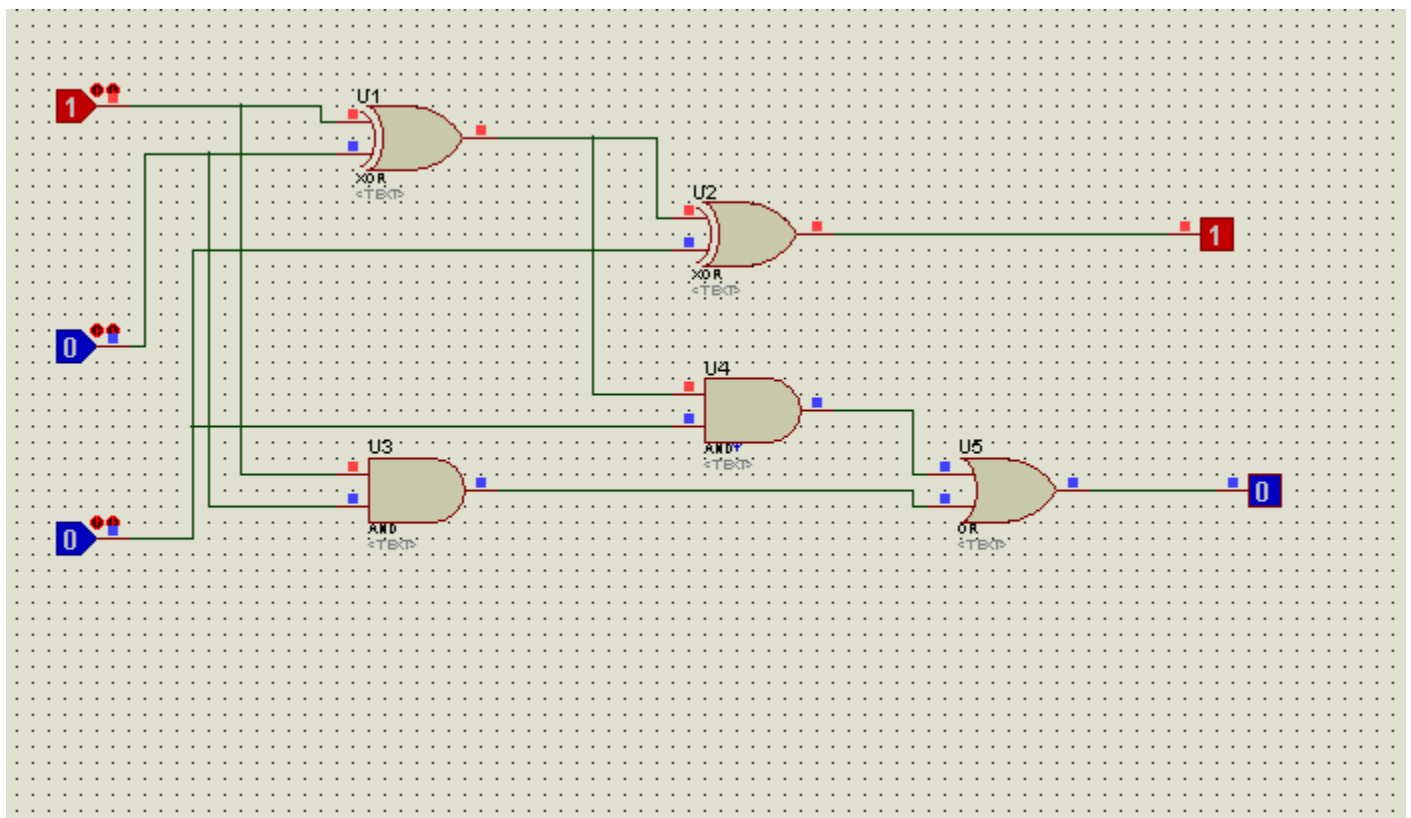 1
U1
XOR
<TEXT>
U2
1
XOR
<TEXT>
0
U4
AND
<TEXT>
U3
U5
0
AND
<TEXT>
0
OR
<TEXT>